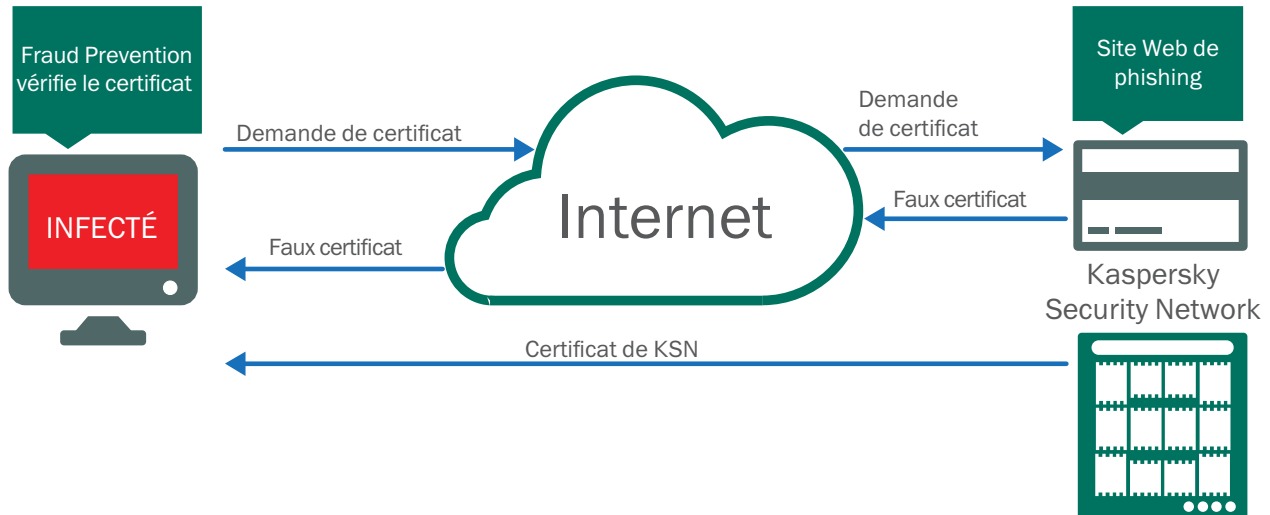 Fraud Prevention
vérifie le certificat
Site Web de
phishing
Demande de certificat
Demande
de certificat
INFECTÉ
Internet
Faux certificat
Faux certificat
Kaspersky
Security Network
Certificat de KSN